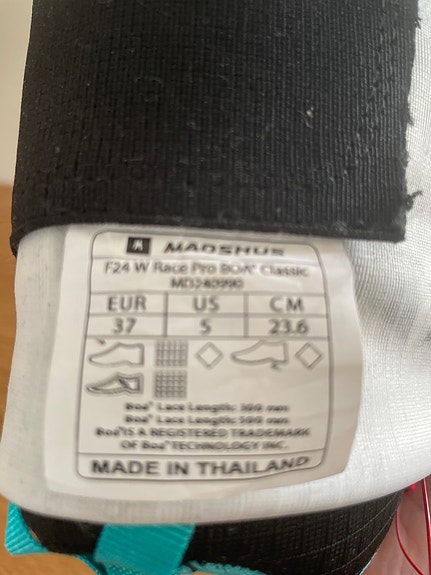 MADSHUS
F24 W Race Pro BOA® Classic
EUR US CM
37 5 23.6
Boa® Lace Length: 300 mm
Boa® Lace Length: 599 mm
Boa® IS A REGISTERED TRADEMARK
OF Boa® TECHNOLOGY INC.
MADE IN THAILAND